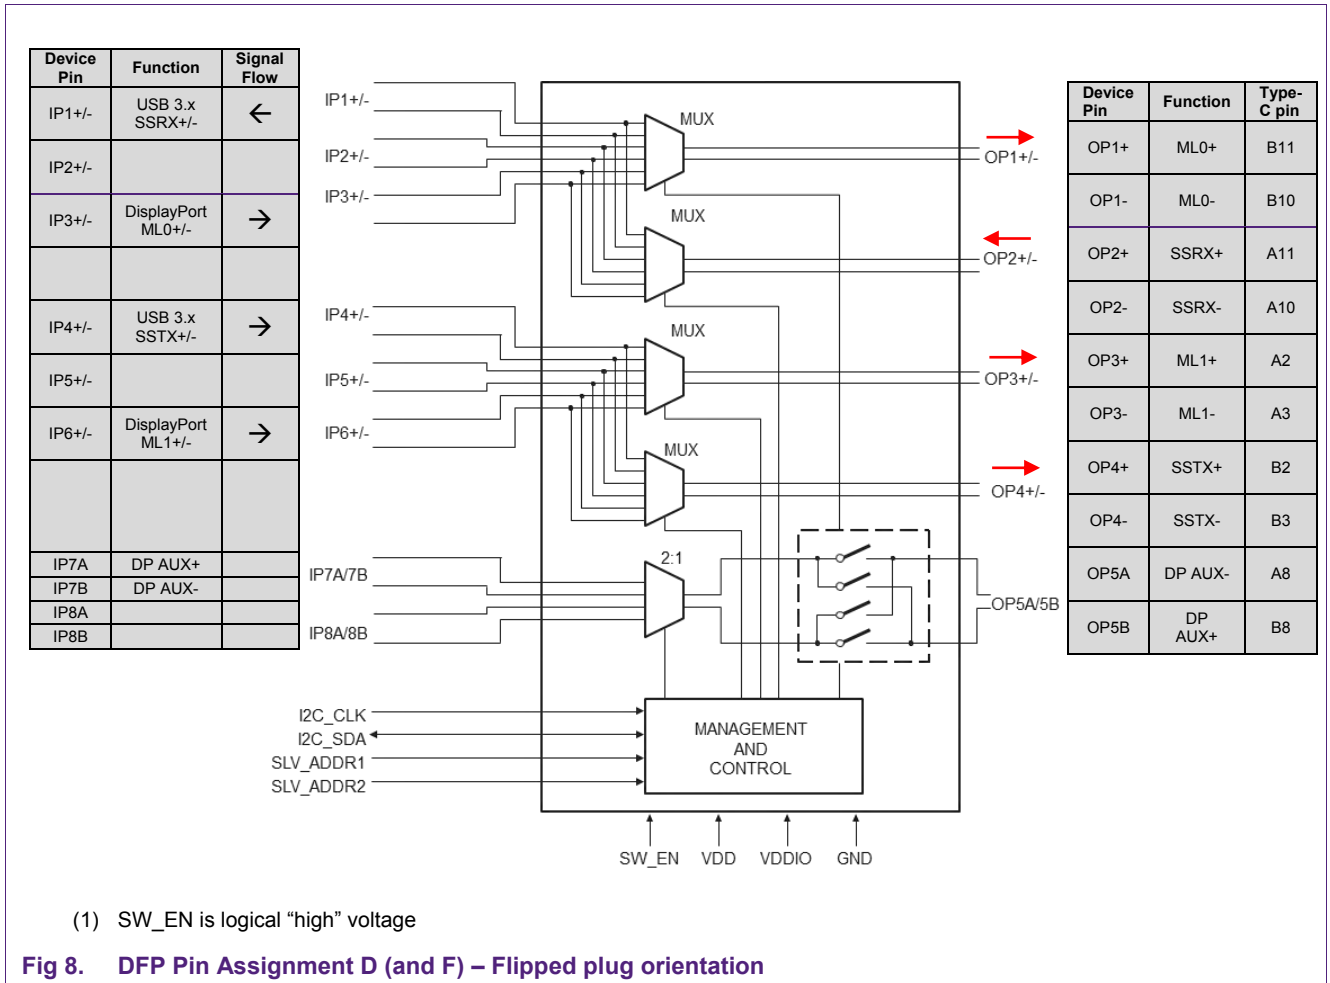 Device Pin Function Signal Flow
IP1+/- USB 3.x SSRX+/- ←
IP2+/-
IP3+/- DisplayPort ML0+/- →
IP4+/- USB 3.x SSTX+/- →
IP5+/-
IP6+/- DisplayPort ML1+/- →
IP7A DP AUX+
IP7B DP AUX-
IP8A
IP8B
IP1+/-
IP2+/-
IP3+/-
IP4+/-
IP5+/-
IP6+/-
IP7A/7B
IP8A/8B
I2C_CLK
I2C_SDA
SLV_ADDR1
SLV_ADDR2
MUX
MUX
MUX
MUX
2:1
MANAGEMENT
AND
CONTROL
SW_EN VDD VDDIO GND
OP1+/-
OP2+/-
OP3+/-
OP4+/-
OP5A/5B
Device Pin Function Type-C pin
OP1+ ML0+ B11
OP1- ML0- B10
OP2+ SSRX+ A11
OP2- SSRX- A10
OP3+ ML1+ A2
OP3- ML1- A3
OP4+ SSTX+ B2
OP4- SSTX- B3
OP5A DP AUX- A8
OP5B DP AUX+ B8
(1) SW_EN is logical “high” voltage
Fig 8. DFP Pin Assignment D (and F) – Flipped plug orientation